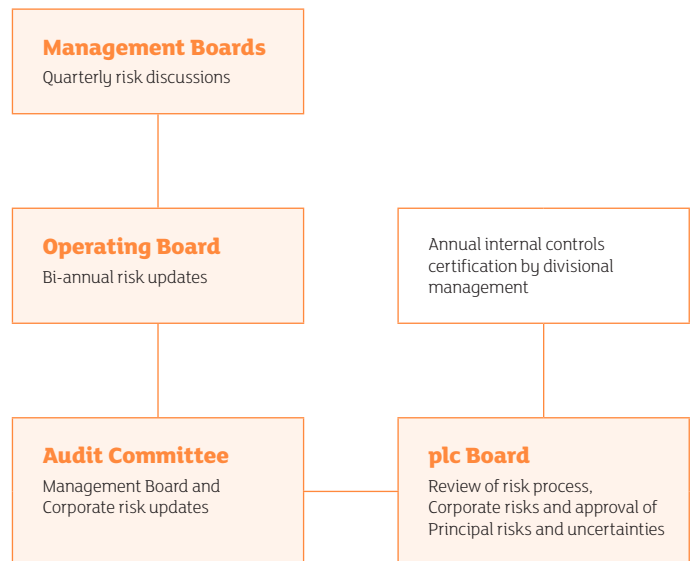 Management Boards
Quarterly risk discussions
Operating Board
Bi-annual risk updates
Annual internal controls
certification by divisional
management
Audit Committee
Management Board and
Corporate risk updates
plc Board
Review of risk process,
Corporate risks and approval of
Principal risks and uncertainties